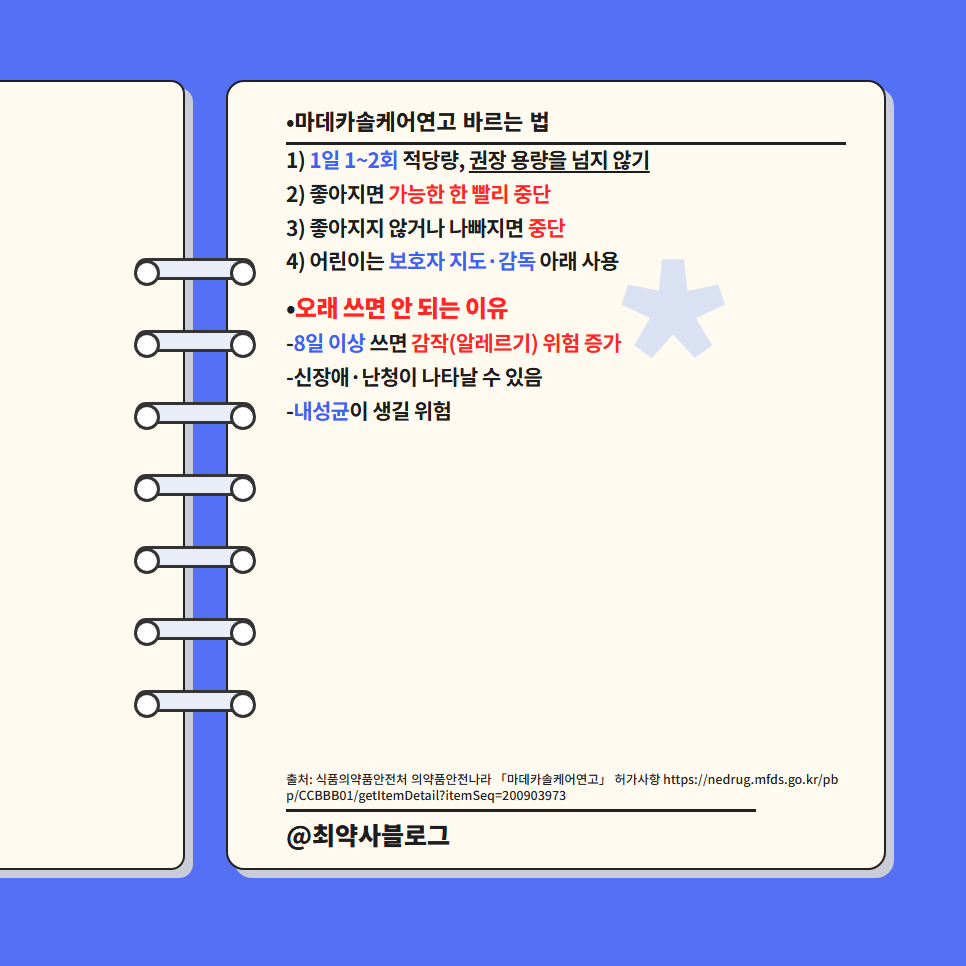 •마데카솔케어연고 바르는 법
1) 1일 1~2회 적당량, 권장 용량을 넘지 않기
2) 좋아지면 가능한 한 빨리 중단
3) 좋아지지 않거나 나빠지면 중단
4) 어린이는 보호자 지도·감독 아래 사용
•오래 쓰면 안 되는 이유
-8일 이상 쓰면 감작(알레르기) 위험 증가
-신장애·난청이 나타날 수 있음
-내성균이 생길 위험
출처: 식품의약품안전처 의약품안전나라 「마데카솔케어연고」 허가사항 https://nedrug.mfds.go.kr/pb
p/CCBBB01/getItemDetail?itemSeq=200903973
@최약사블로그